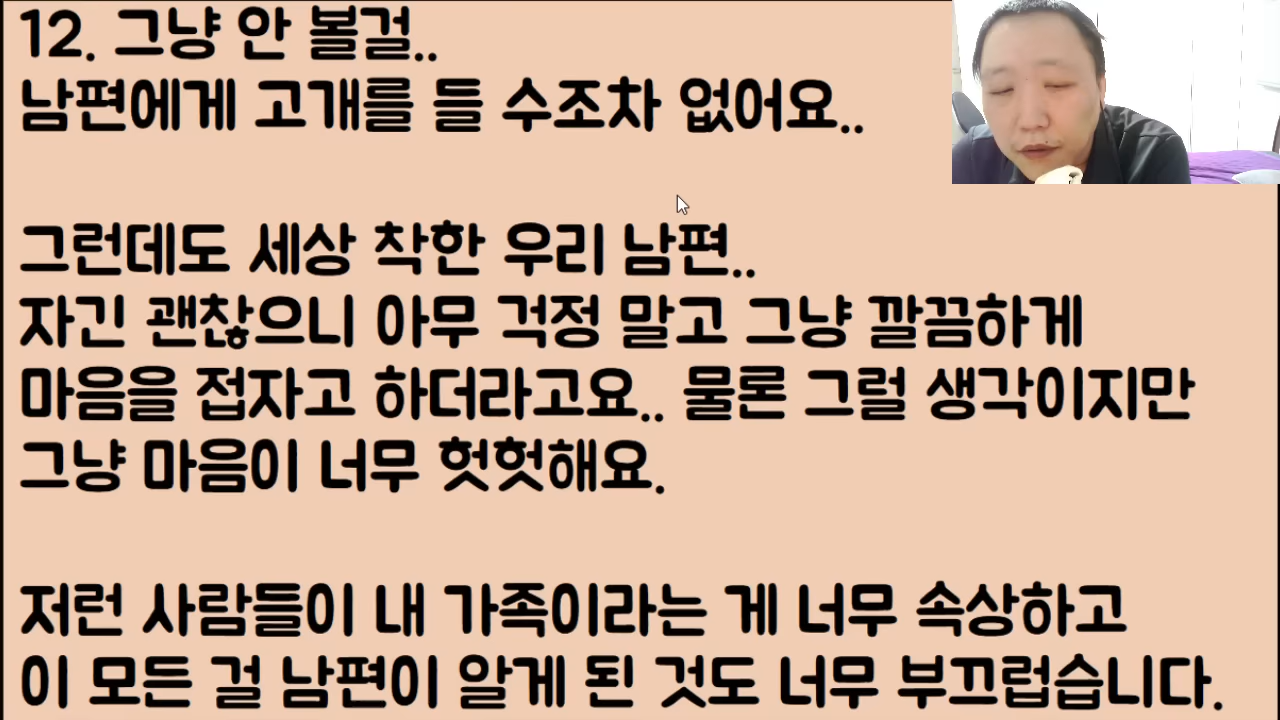 12. 그냥 안 볼걸..
남편에게 고개를 들 수조차 없어요..
그런데도 세상 착한 우리 남편..
자긴 괜찮으니 아무 걱정 말고 그냥 깔끔하게
마음을 접자고 하더라고요.. 물론 그럴 생각이지만
그냥 마음이 너무 헛헛해요.
저런 사람들이 내 가족이라는 게 너무 속상하고
이 모든 걸 남편이 알게 된 것도 너무 부끄럽습니다.